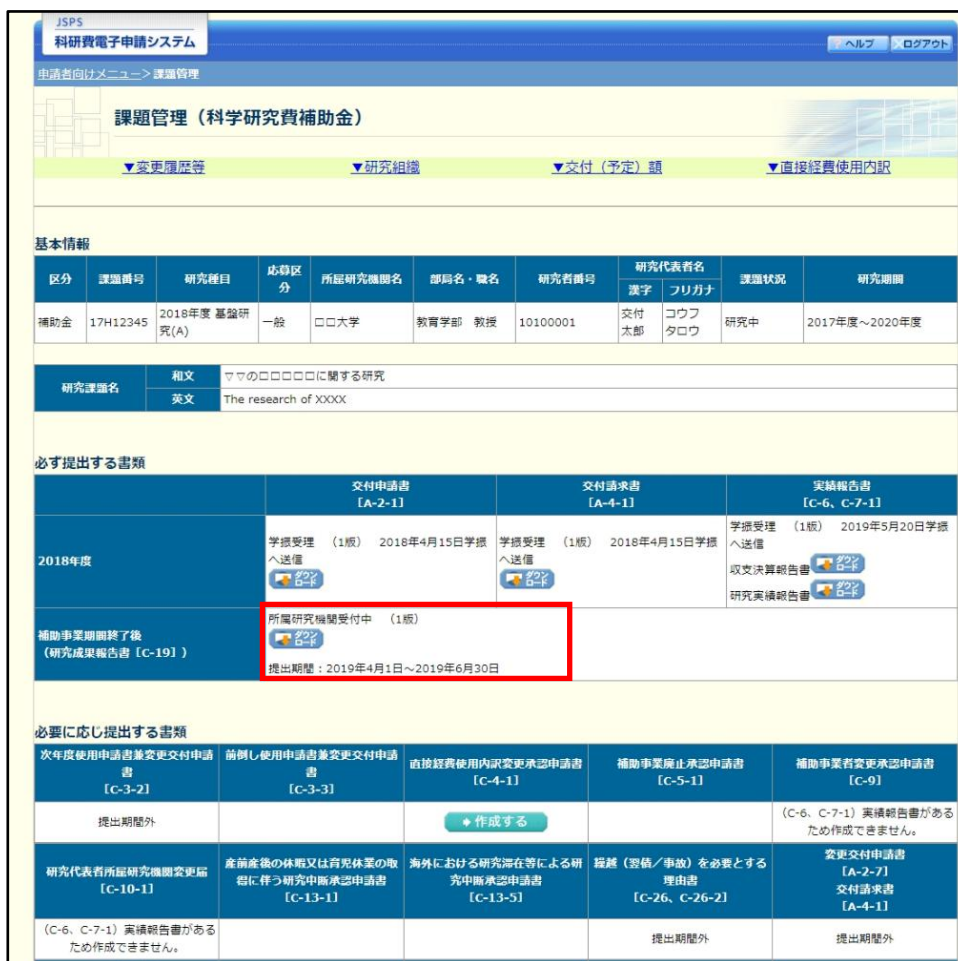 JSPS
科研費電子申請システム
ヘルプ
ログアウト
申請者向けメニュー＞課題管理
課題管理（科学研究費補助金）
▼変更履歴等 ▼研究組織 ▼交付（予定）額 ▼直接経費使用内訳
基本情報
区分 課題番号 研究種目 応募区分 所属研究機関名 部局名・職名 研究者番号 研究代表者名 課題状況 研究期間
漢字 フリガナ
補助金 17H12345 2018年度 基盤研究(A) 一般 □□大学 教育学部 教授 10100001 交付太郎 コウフタロウ 研究中 2017年度～2020年度
研究課題名 和文 ▽▽の□□□□□に関する研究
英文 The research of XXXX
必ず提出する書類
交付申請書 交付請求書 実績報告書
[A-2-1] [A-4-1] [C-6、C-7-1]
2018年度
学振受理 （1版） 2018年4月15日学振へ送信
ダウンロード
学振受理 （1版） 2018年4月15日学振へ送信
ダウンロード
学振受理 （1版） 2019年5月20日学振へ送信
収支決算報告書 ダウンロード
研究実績報告書 ダウンロード
補助事業期間終了後
（研究成果報告書［C-19］）
所属研究機関受付中 （1版）
ダウンロード
提出期間：2019年4月1日～2019年6月30日
必要に応じ提出する書類
次年度使用申請書兼変更交付申請書
[C-3-2]
前倒し使用申請書兼変更交付申請書
[C-3-3]
直接経費使用内訳変更承認申請書
[C-4-1]
補助事業廃止承認申請書
[C-5-1]
補助事業者変更承認申請書
[C-9]
提出期間外
作成する
（C-6、C-7-1）実績報告書があるため作成できません。
研究代表者所属研究機関変更届
[C-10-1]
産前産後の休暇又は育児休業の取得に伴う研究中断承認申請書
[C-13-1]
海外における研究滞在等による研究中断承認申請書
[C-13-5]
繰越（翌債／事故）を必要とする理由書
[C-26、C-26-2]
変更交付申請書
[A-2-7]
交付請求書
[A-4-1]
（C-6、C-7-1）実績報告書があるため作成できません。
提出期間外
提出期間外